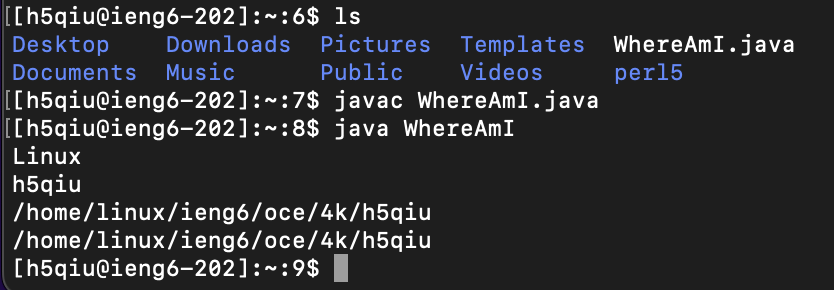 [[h5qiu@ieng6-202]:~:6$ ls
Desktop Downloads Pictures Templates WhereAmI.java
Documents Music Public Videos perl5
[[h5qiu@ieng6-202]:~:7$ javac WhereAmI.java
[[h5qiu@ieng6-202]:~:8$ java WhereAmI
Linux
h5qiu
/home/linux/ieng6/oce/4k/h5qiu
/home/linux/ieng6/oce/4k/h5qiu
[h5qiu@ieng6-202]:~:9$